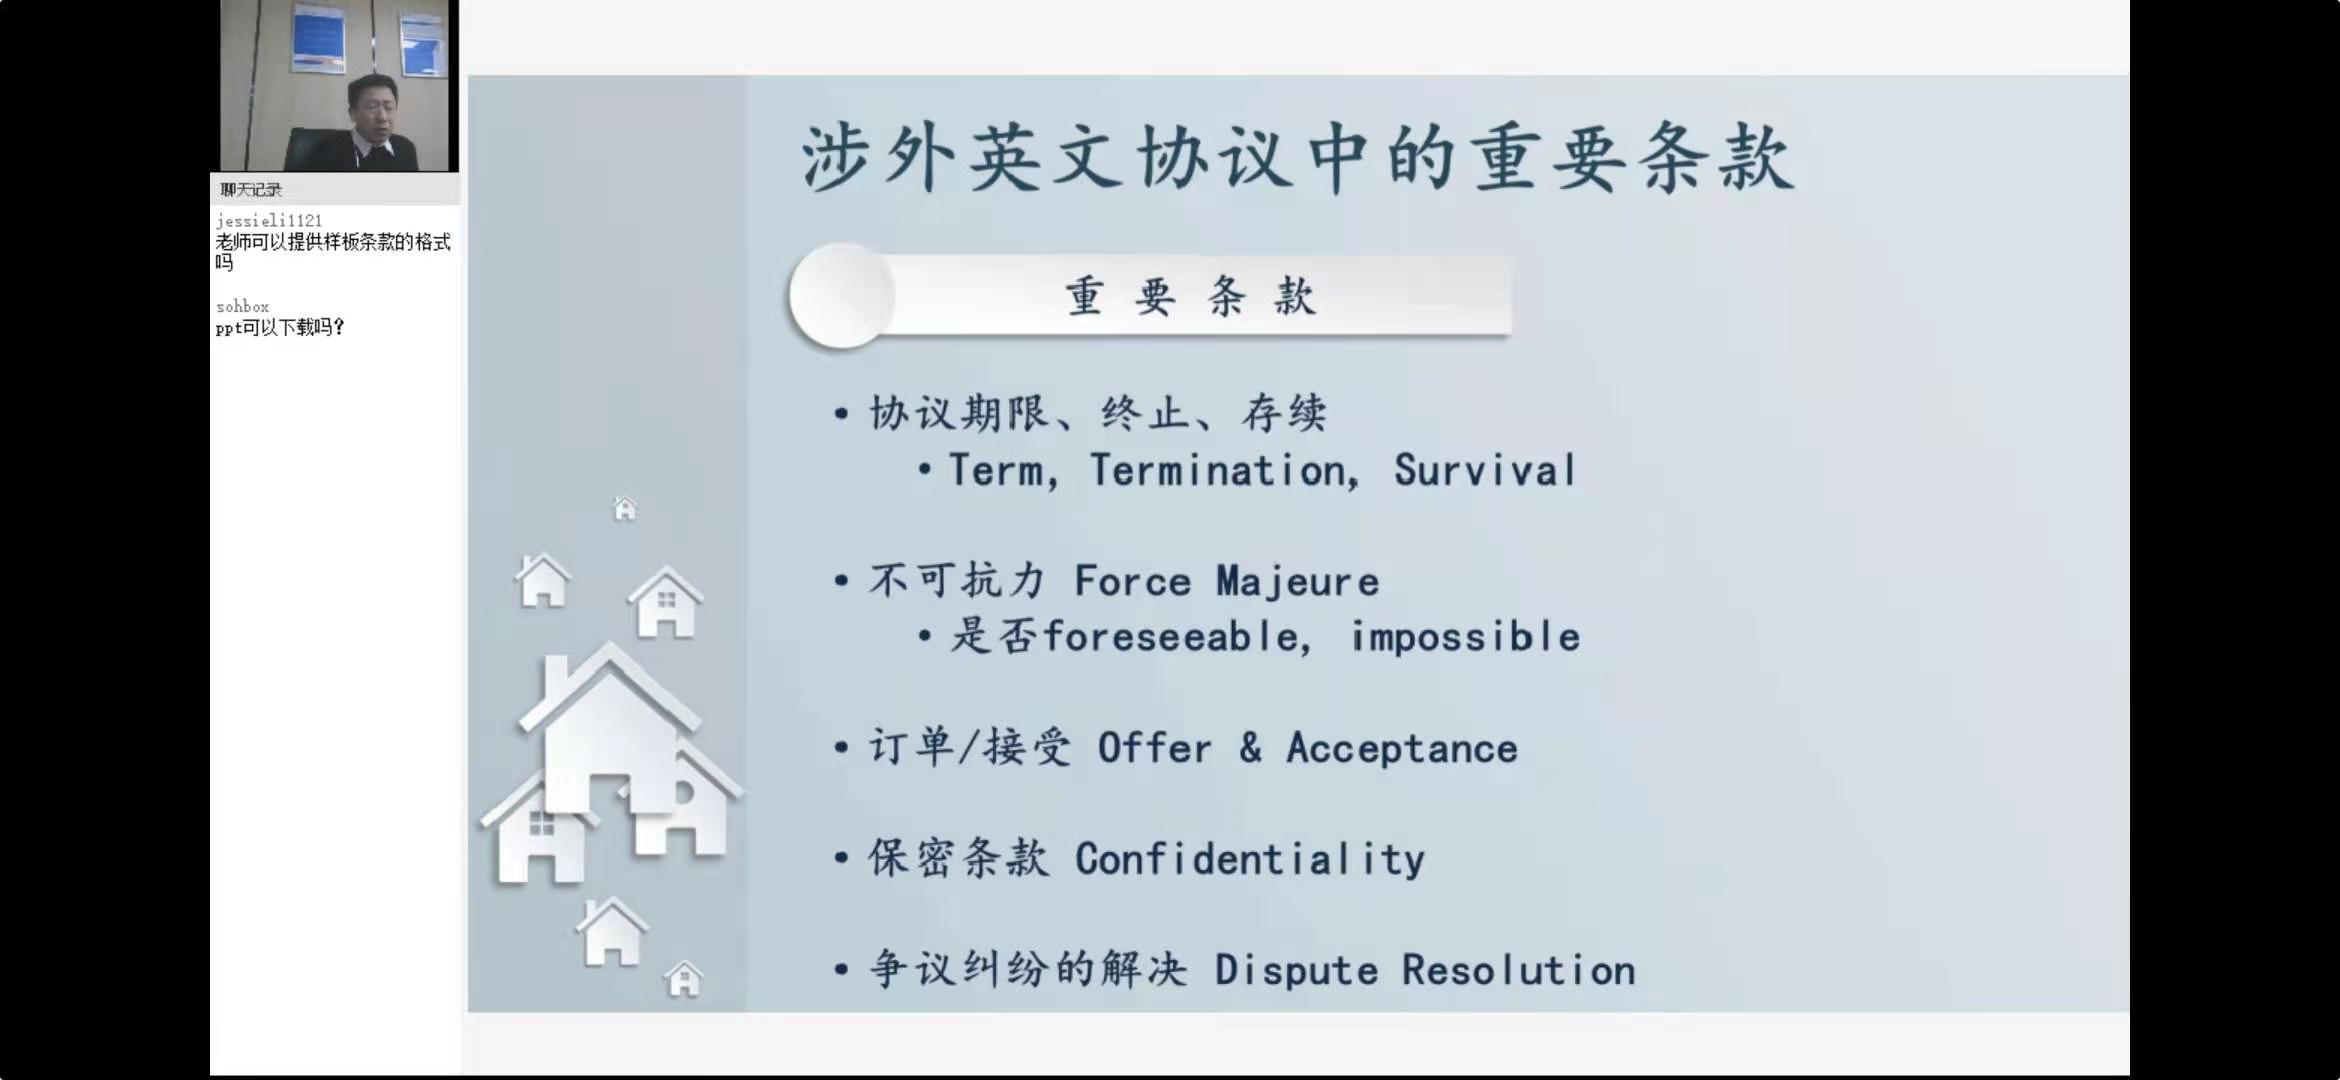 聊天记录
jessieli1121
老师可以提供样板条款的格式
吗
sohbox
ppt可以下载吗?
涉外英文协议中的重要条款
重要条款
• 协议期限、终止、存续
• Term, Termination, Survival
• 不可抗力 Force Majeure
• 是否foreseeable, impossible
• 订单/接受 Offer & Acceptance
• 保密条款 Confidentiality
• 争议纠纷的解决 Dispute Resolution